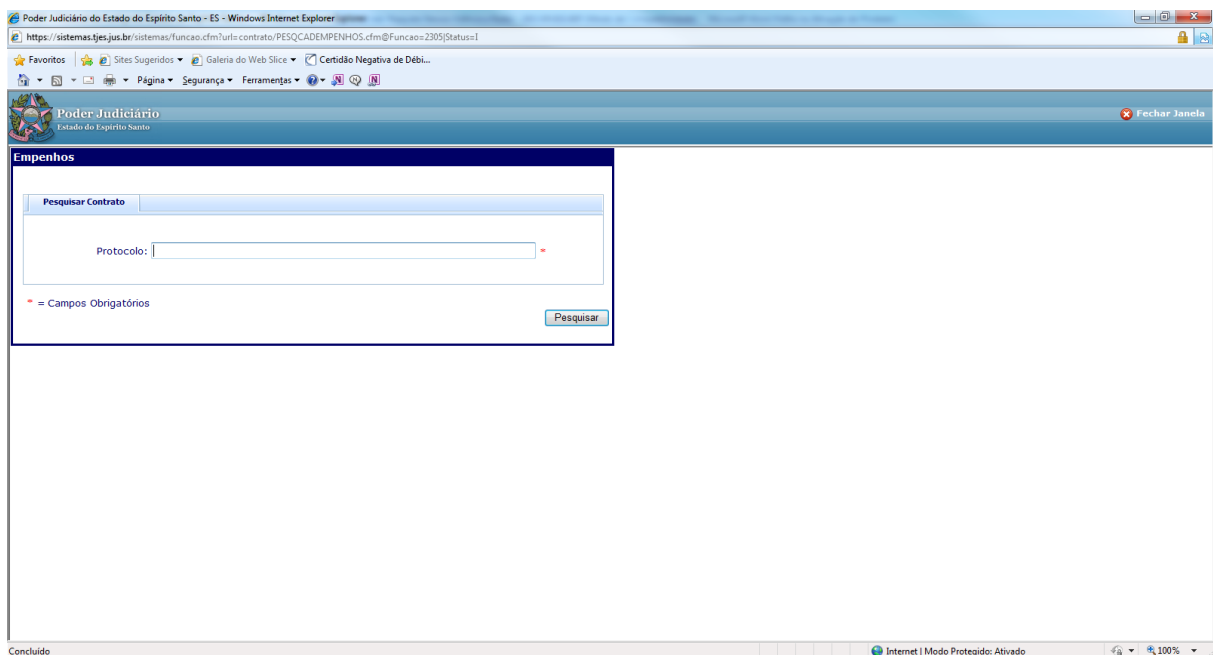 Poder Judiciário do Estado do Espírito Santo - ES - Windows Internet Explorer
https://sistemas.tjes.jus.br/sistemas/funcao.cfm?url=contrato/PESQCADEMPENHOS.cfm@Funcao=2305|Status=I
Favoritos Sites Sugeridos Galeria do Web Slice Certidão Negativa de Débi...
Página Segurança Ferramentas
Poder Judiciário
Estado do Espírito Santo
Fechar Janela
Empenhos
Pesquisar Contrato
Protocolo: *
* = Campos Obrigatórios
Pesquisar
Concluído Internet | Modo Protegido: Ativado 100%